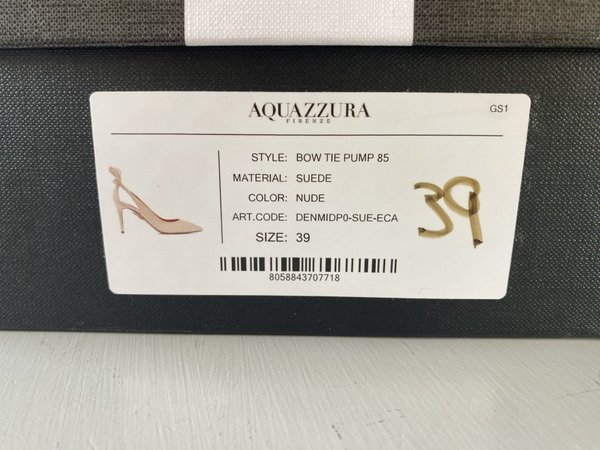 AQUAZZURA
FIRENZE
GS1
STYLE: BOW TIE PUMP 85
MATERIAL: SUEDE
COLOR: NUDE
ART.CODE: DENMIDP0-SUE-ECA
SIZE: 39
39
8058843707718